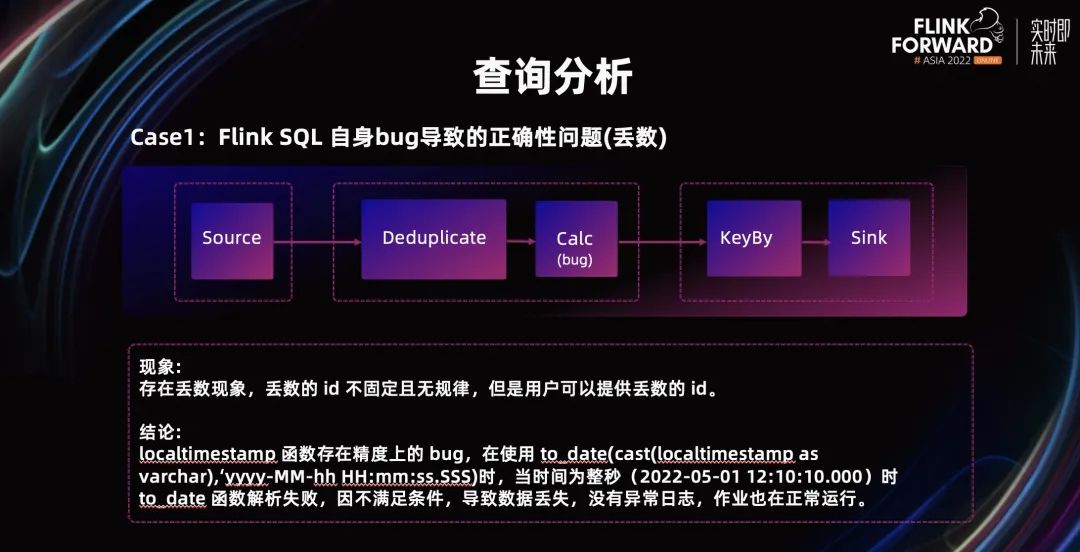 FLINK
FORWARD
# ASIA 2022 ONLINE
实时即
未来
查询分析
Case1：Flink SQL 自身bug导致的正确性问题(丢数)
Source
Deduplicate
Calc
(bug)
KeyBy
Sink
现象:
存在丢数现象，丢数的 id 不固定且无规律，但是用户可以提供丢数的 id。
结论:
localtimestamp 函数存在精度上的 bug，在使用 to_date(cast(localtimestamp as
varchar),‘yyyy-MM-hh HH:mm:ss.SSS)时，当时间为整秒（2022-05-01 12:10:10.000）时
to_date 函数解析失败，因不满足条件，导致数据丢失，没有异常日志，作业也在正常运行。